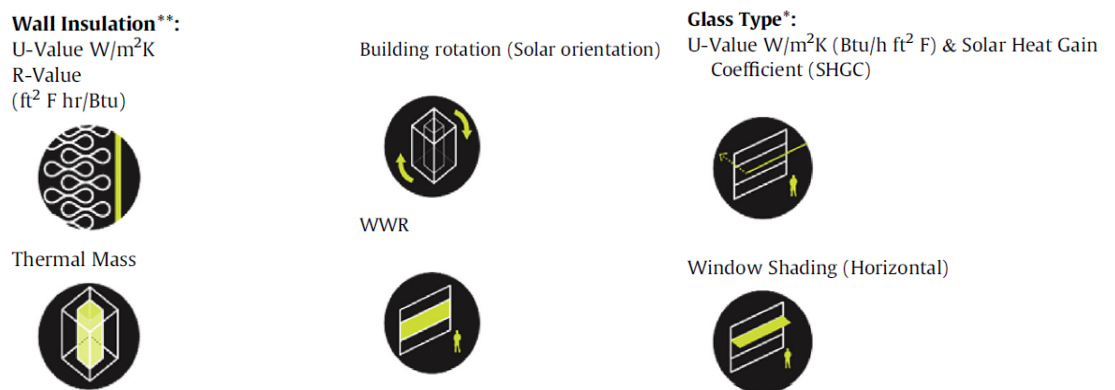 Wall Insulation**:
U-Value W/m²K
R-Value
(ft² F hr/Btu)
Thermal Mass
Building rotation (Solar orientation)
WWR
Glass Type*:
U-Value W/m²K (Btu/h ft² F) & Solar Heat Gain
Coefficient (SHGC)
Window Shading (Horizontal)